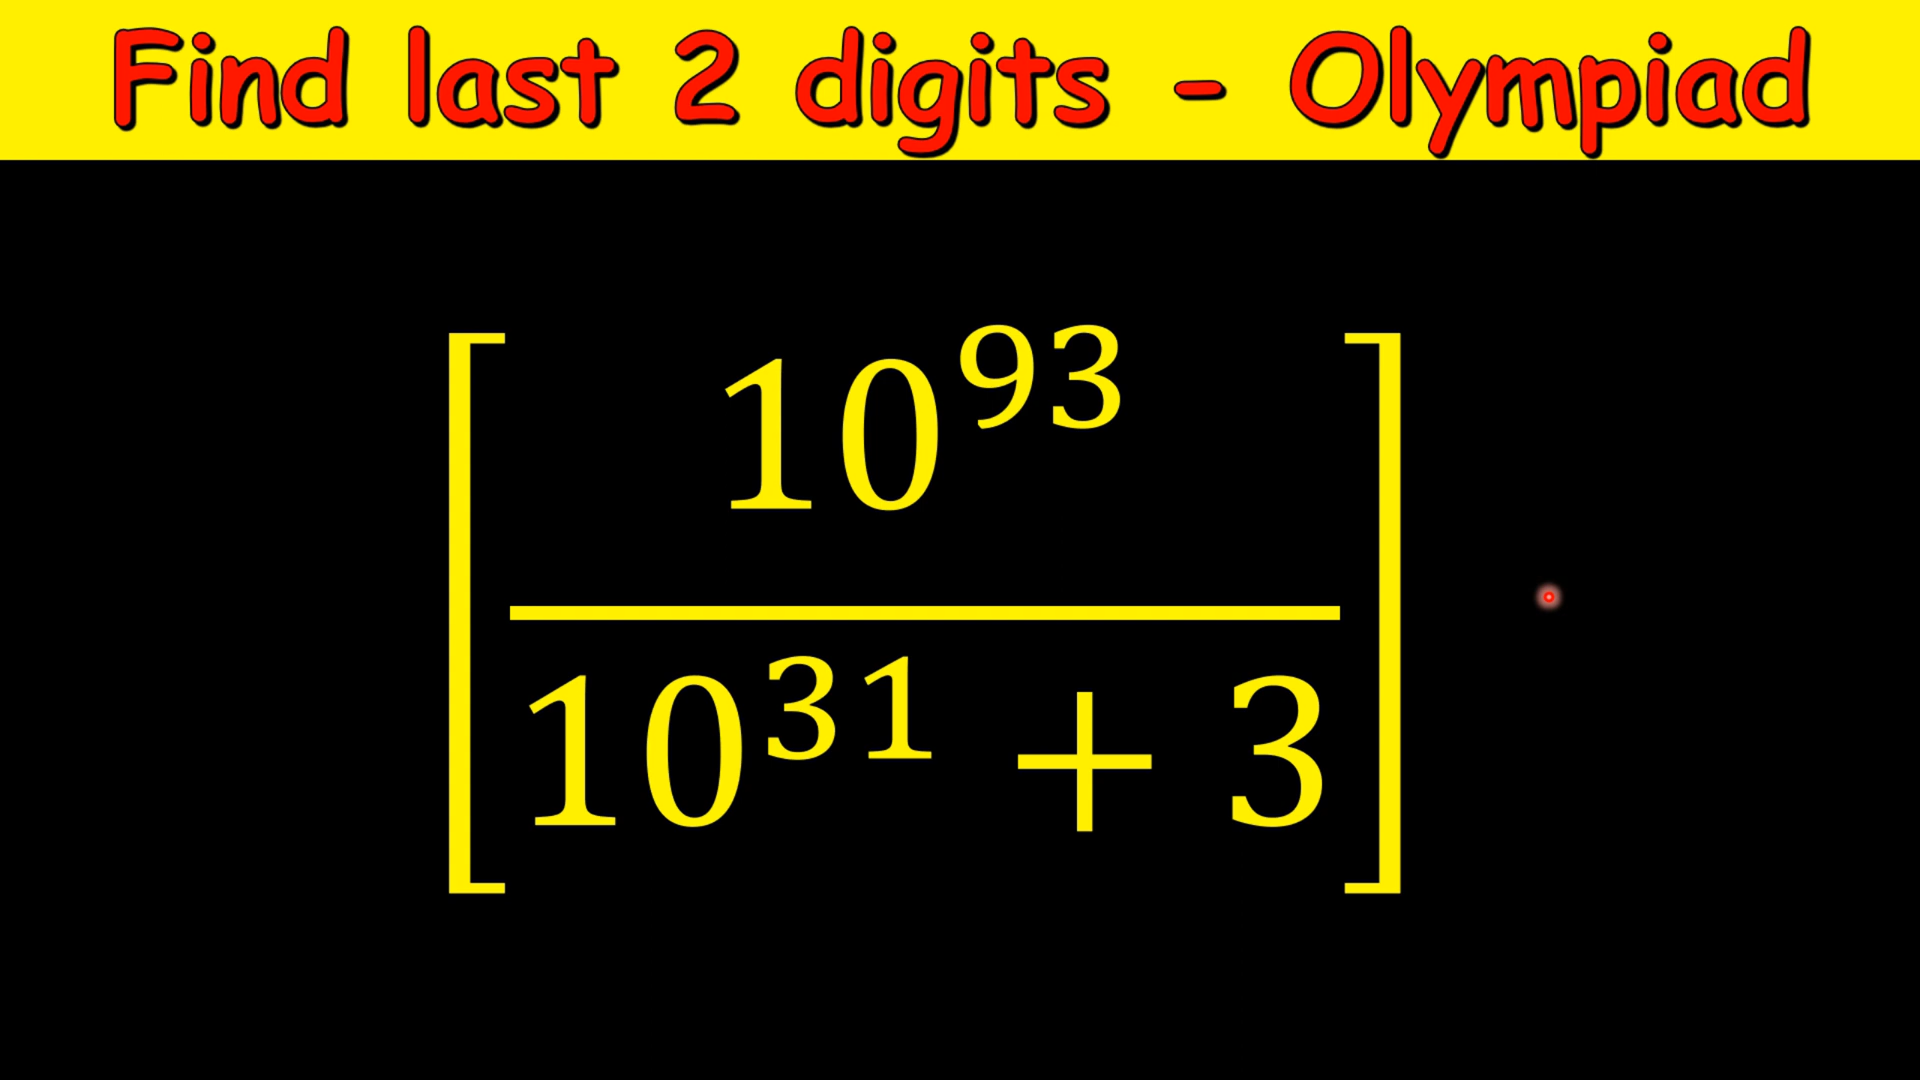 Find last 2 digits - Olympiad
[10^93 / (10^31 + 3)]